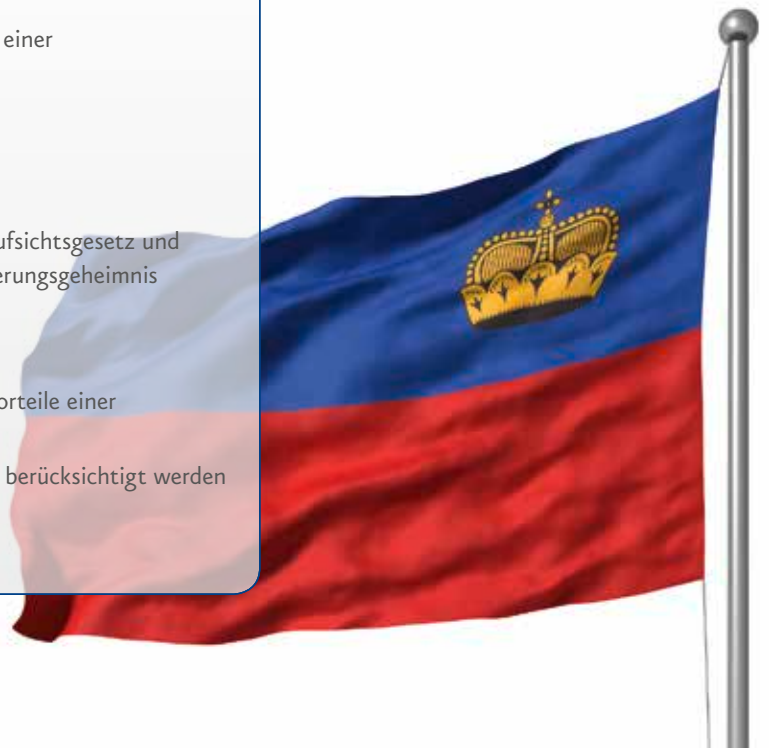 einer
ufsichtsgesetz und
erungsgeheimnis
orteile einer
berücksichtigt werden